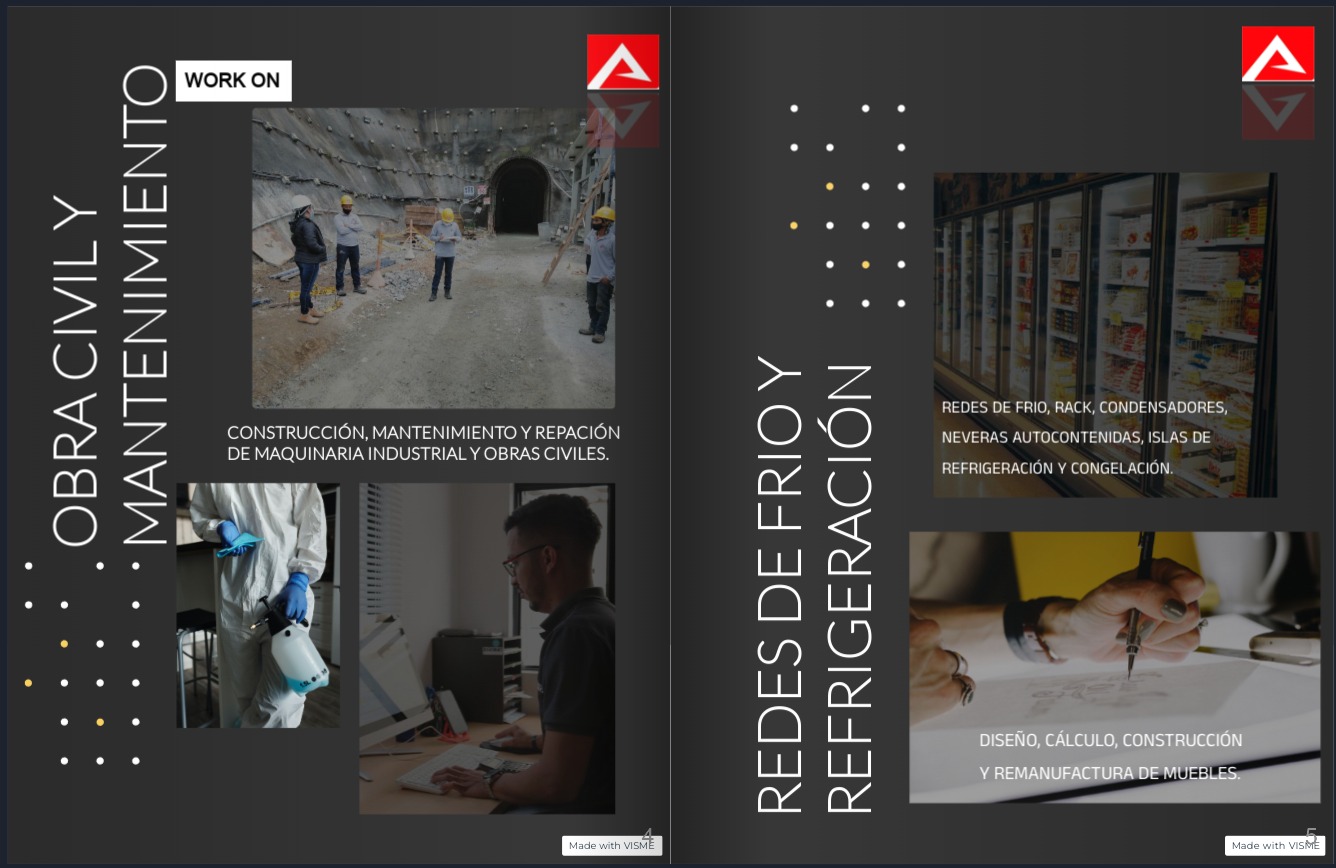 WORK ON
OBRA CIVIL Y
MANTENIMIENTO
CONSTRUCCIÓN, MANTENIMIENTO Y REPACIÓN
DE MAQUINARIA INDUSTRIAL Y OBRAS CIVILES.
4
Made with VISME
REDES DE FRIO Y
REFRIGERACIÓN
REDES DE FRIO, RACK, CONDENSADORES,
NEVERAS AUTOCONTENIDAS, ISLAS DE
REFRIGERACIÓN Y CONGELACIÓN.
DISEÑO, CÁLCULO, CONSTRUCCIÓN
Y REMANUFACTURA DE MUEBLES.
5
Made with VISME